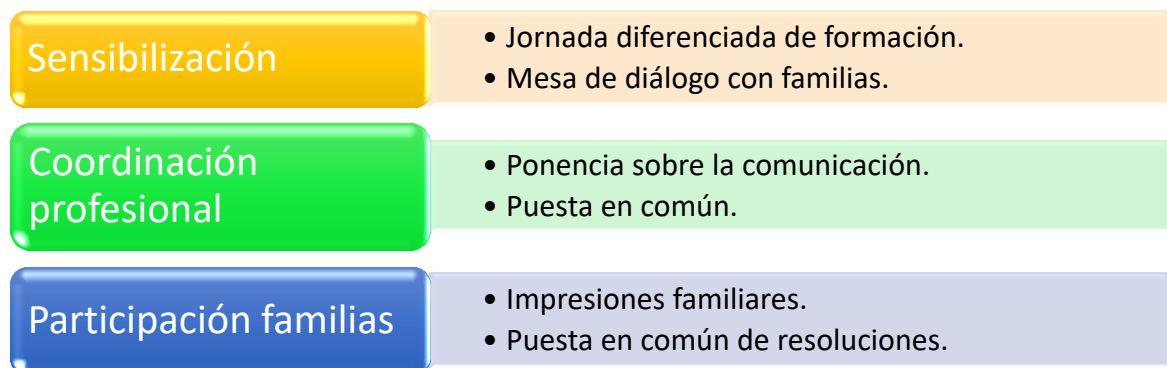 Sensibilización
• Jornada diferenciada de formación.
• Mesa de diálogo con familias.
Coordinación
profesional
• Ponencia sobre la comunicación.
• Puesta en común.
Participación familias
• Impresiones familiares.
• Puesta en común de resoluciones.